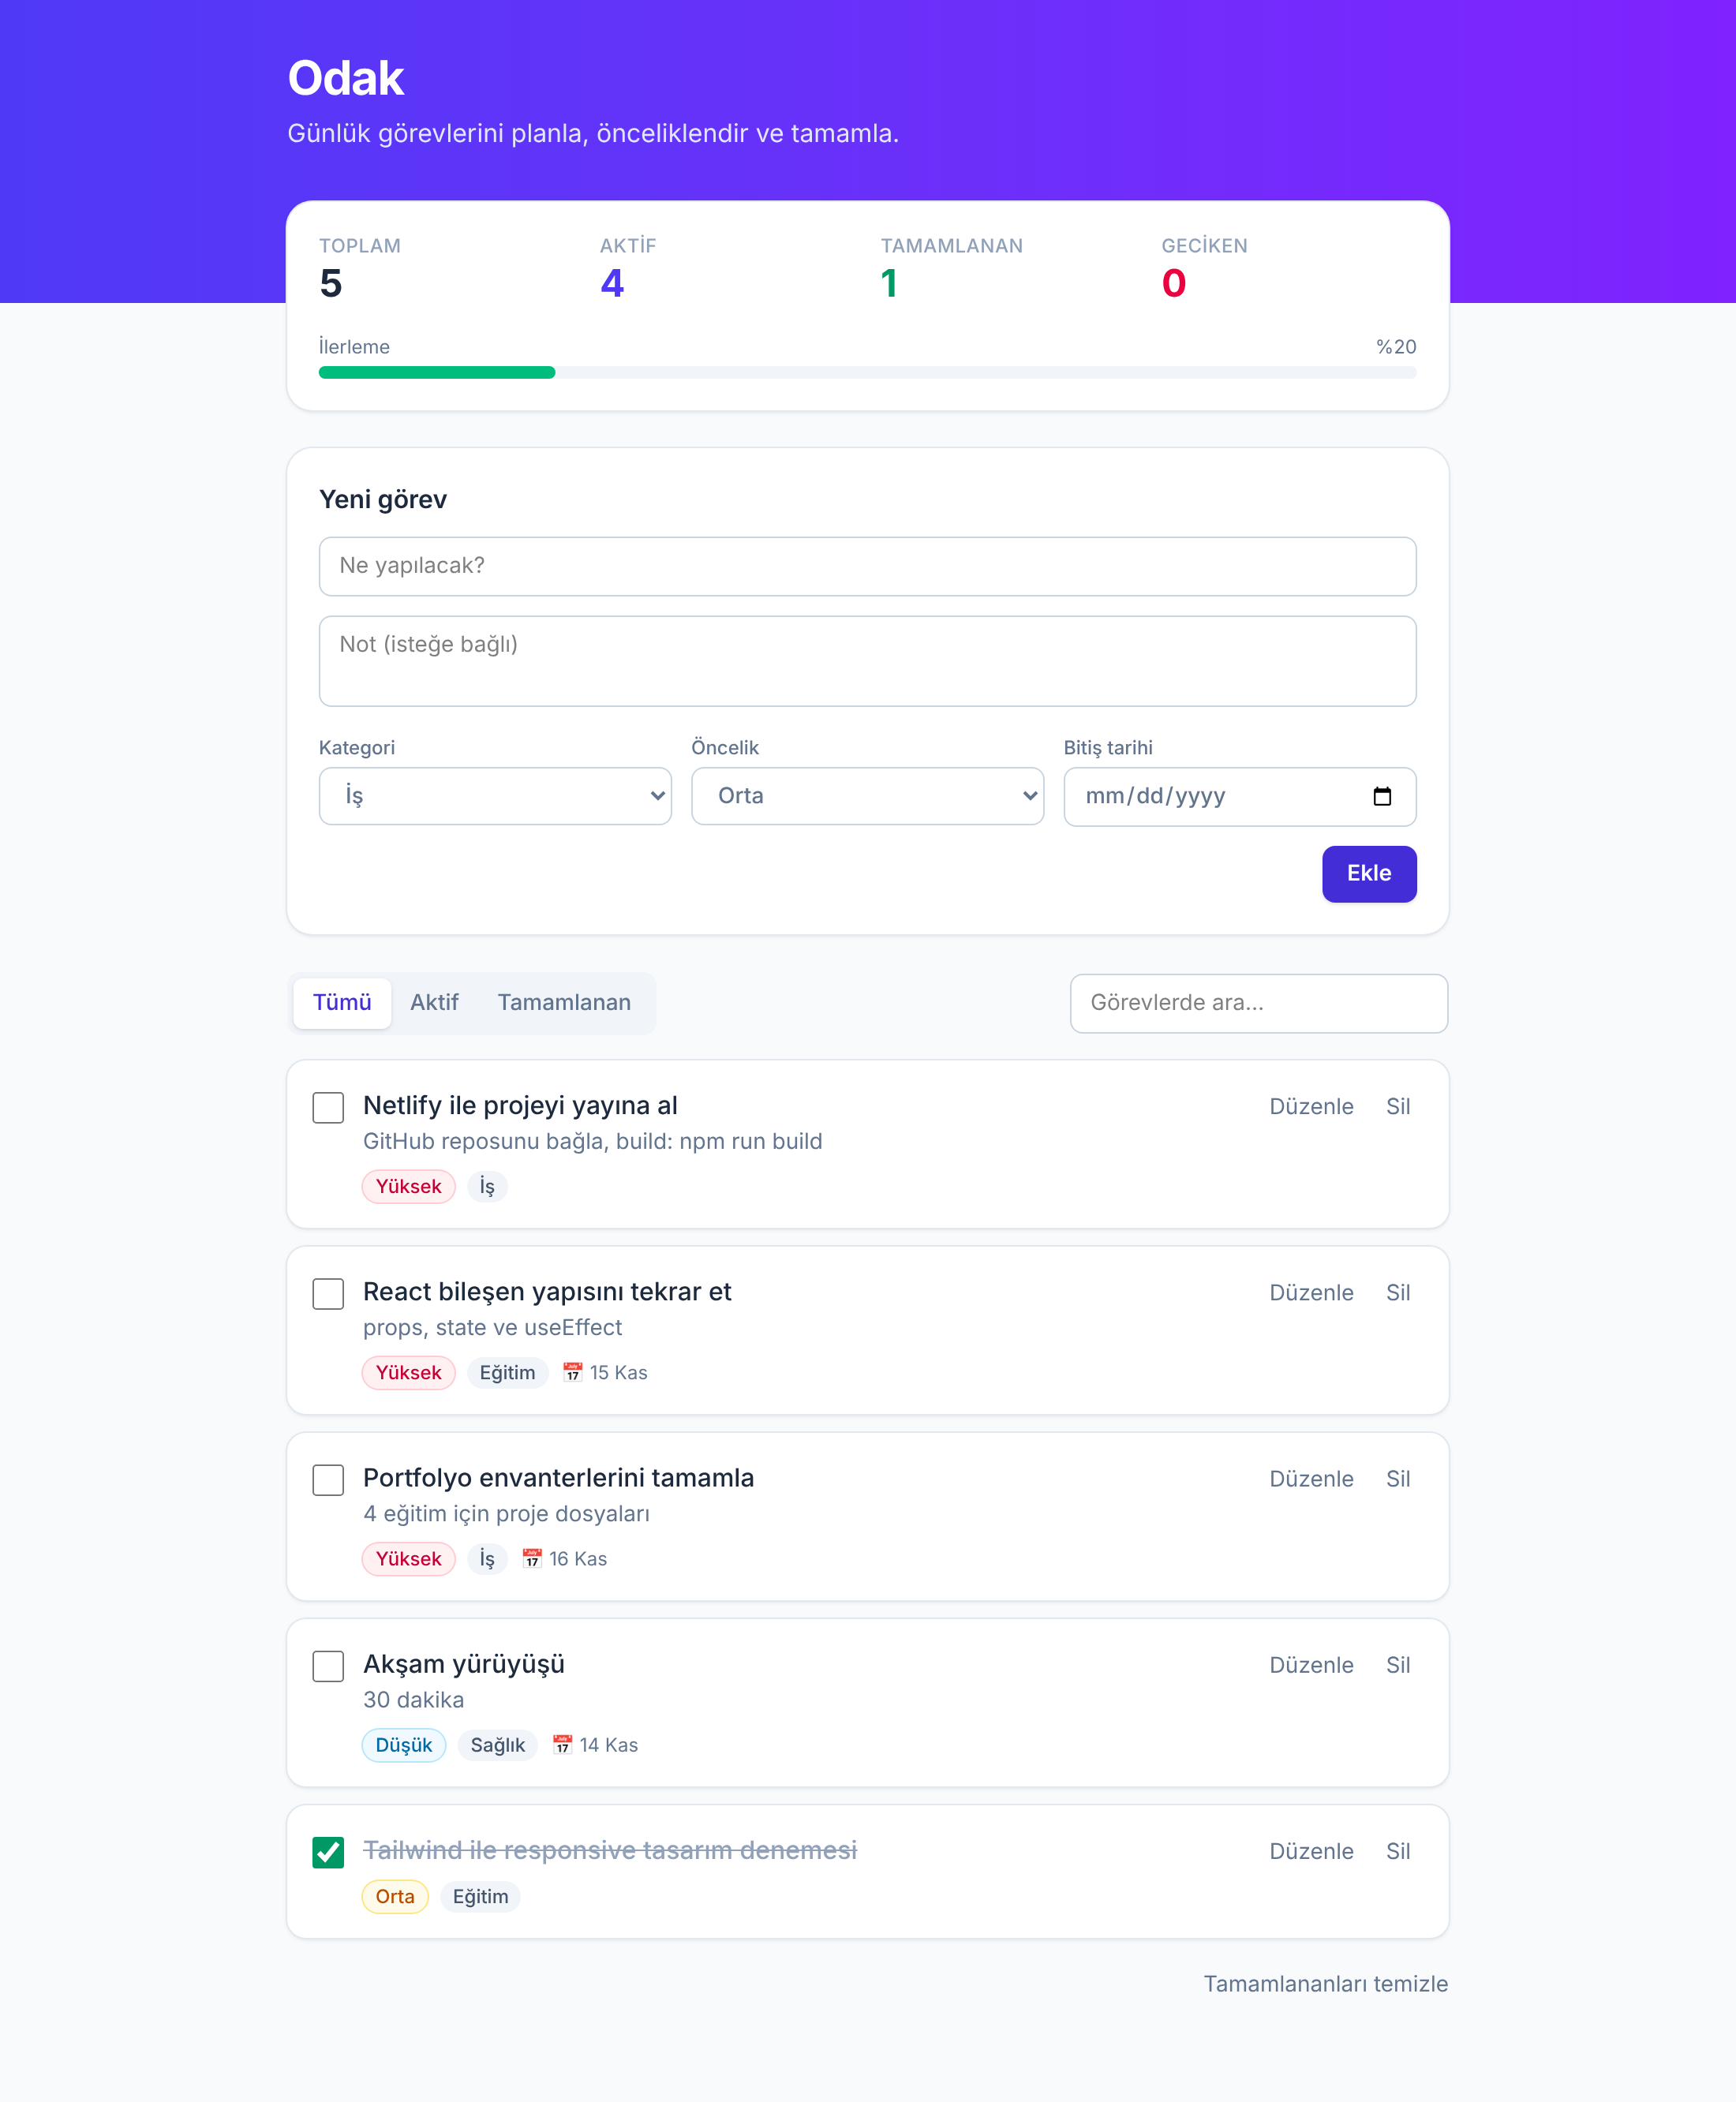 Odak
Günlük görevlerini planla, önceliklendir ve tamamla.
TOPLAM AKTİF TAMAMLANAN GECİKEN
5 4 1 0
İlerleme %20
Yeni görev
Ne yapılacak?
Not (isteğe bağlı)
Kategori Öncelik Bitiş tarihi
İş Orta mm/dd/yyyy
Ekle
Tümü Aktif Tamamlanan Görevlerde ara...
Netlify ile projeyi yayına al Düzenle Sil
GitHub reposunu bağla, build: npm run build
Yüksek İş
React bileşen yapısını tekrar et Düzenle Sil
props, state ve useEffect
Yüksek Eğitim 📅 15 Kas
Portfolyo envanterlerini tamamla Düzenle Sil
4 eğitim için proje dosyaları
Yüksek İş 📅 16 Kas
Akşam yürüyüşü Düzenle Sil
30 dakika
Düşük Sağlık 📅 14 Kas
Tailwind ile responsive tasarım denemesi Düzenle Sil
Orta Eğitim
Tamamlananları temizle